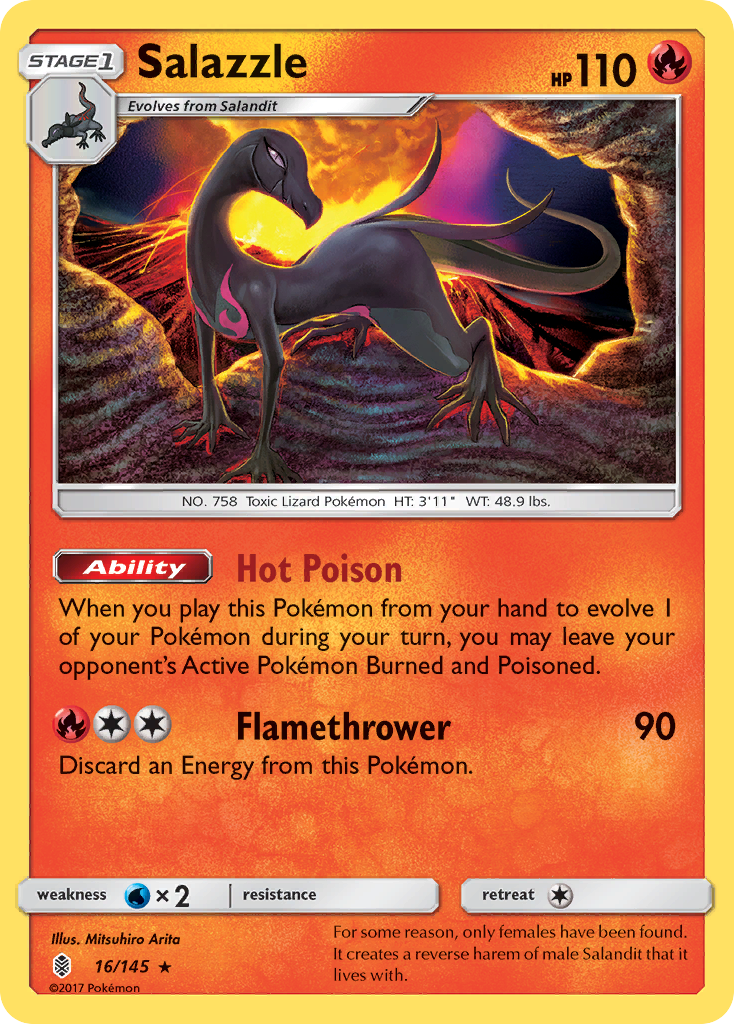 STAGE1
Salazzle
HP 110
Evolves from Salandit
NO. 758 Toxic Lizard Pokémon HT: 3'11" WT: 48.9 lbs.
Ability Hot Poison
When you play this Pokémon from your hand to evolve 1
of your Pokémon during your turn, you may leave your
opponent's Active Pokémon Burned and Poisoned.
Flamethrower 90
Discard an Energy from this Pokémon.
weakness ×2 resistance retreat
Illus. Mitsuhiro Arita
16/145 ★
©2017 Pokémon
For some reason, only females have been found.
It creates a reverse harem of male Salandit that it
lives with.